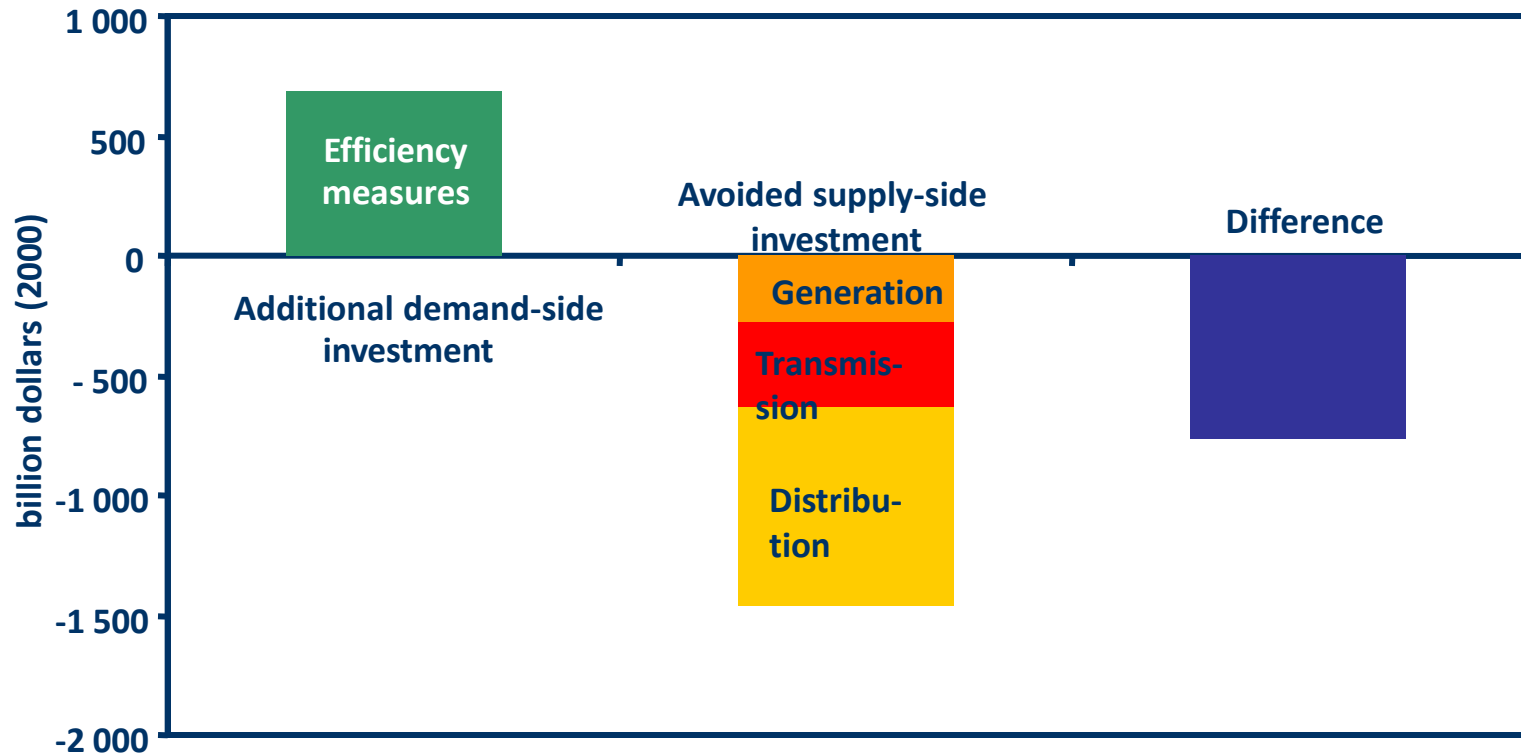 1 000
500
0
- 500
-1 000
-1 500
-2 000
billion dollars (2000)
Efficiency
measures
Additional demand-side
investment
Avoided supply-side
investment
Generation
Transmis-
sion
Distribu-
tion
Difference